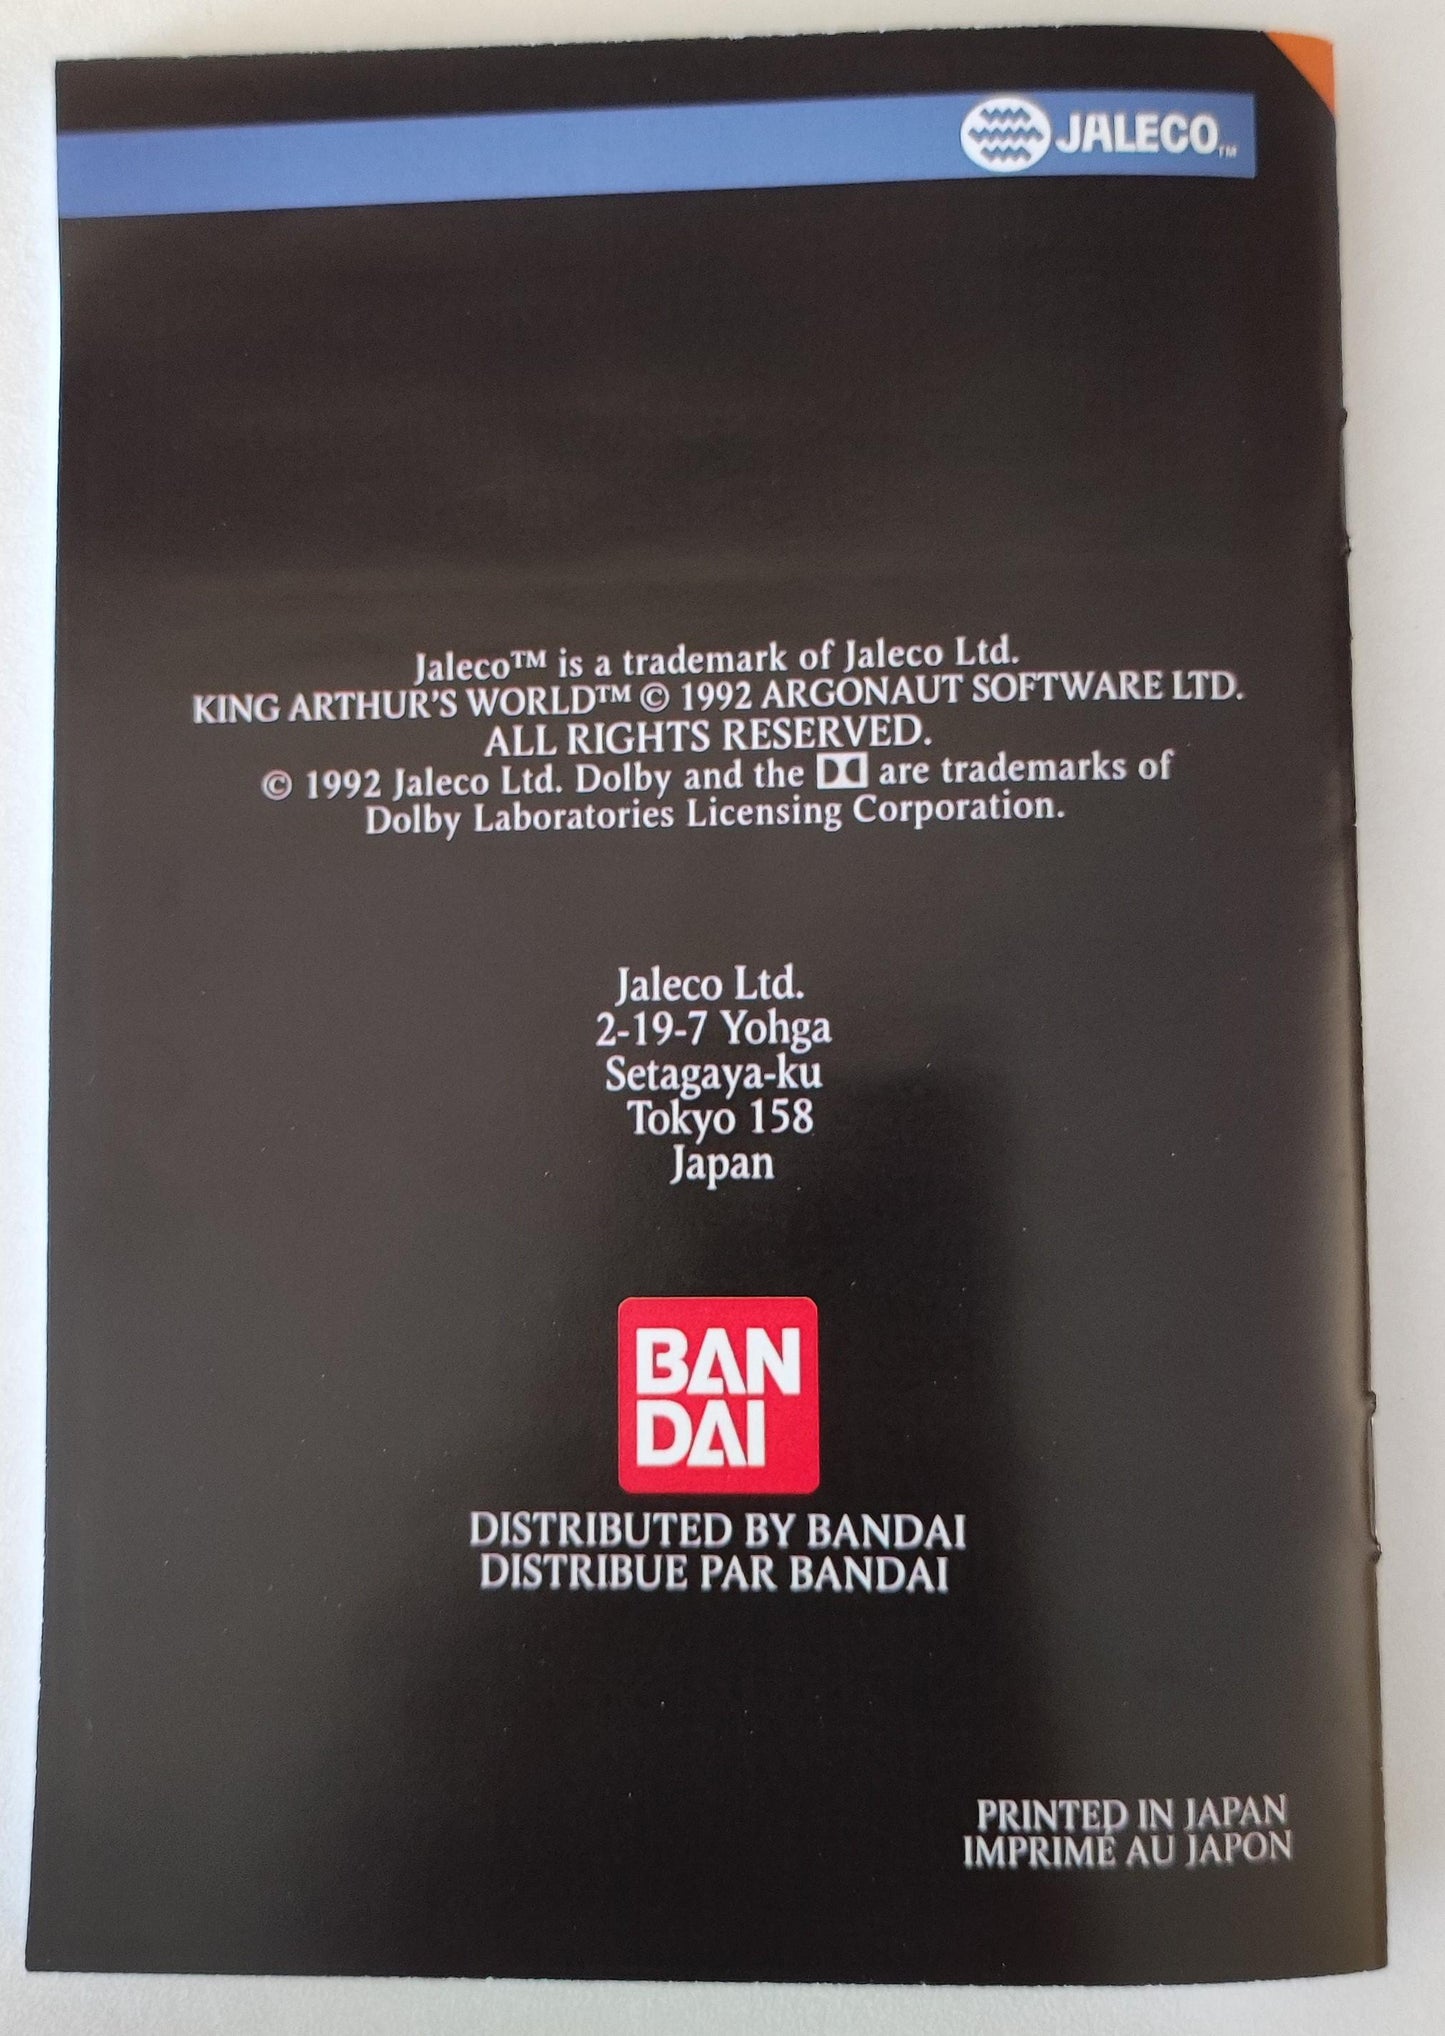 JALECO™
Jaleco™ is a trademark of Jaleco Ltd.
KING ARTHUR'S WORLD™ © 1992 ARGONAUT SOFTWARE LTD.
ALL RIGHTS RESERVED.
© 1992 Jaleco Ltd. Dolby and the are trademarks of
Dolby Laboratories Licensing Corporation.
Jaleco Ltd.
2-19-7 Yohga
Setagaya-ku
Tokyo 158
Japan
BAN
DAI
DISTRIBUTED BY BANDAI
DISTRIBUE PAR BANDAI
PRINTED IN JAPAN
IMPRIMÉ AU JAPON